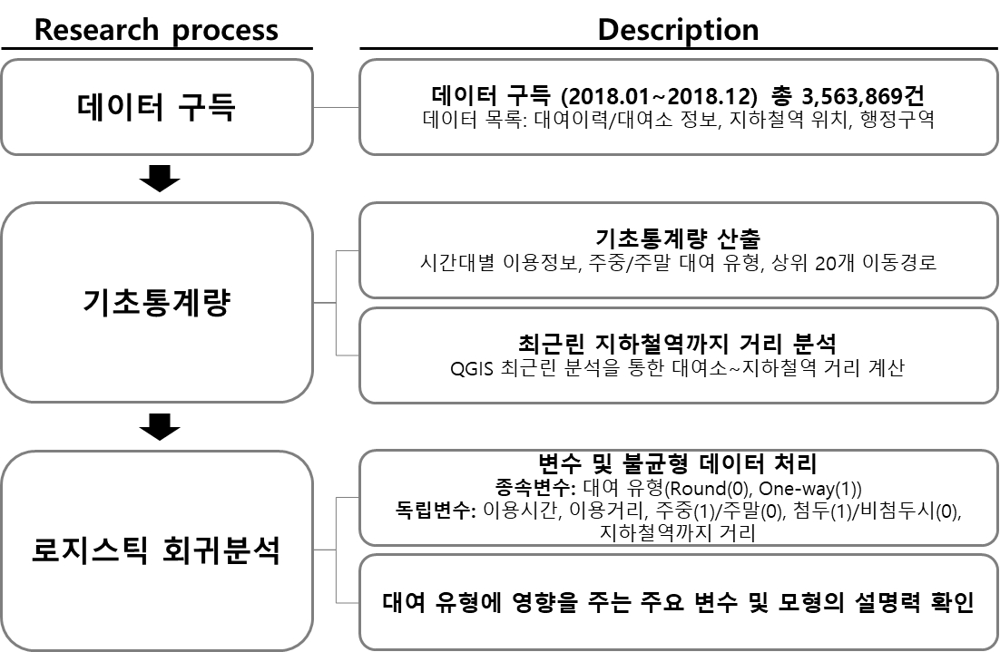 Research process
Description
데이터 구득
데이터 구득 (2018.01~2018.12) 총 3,563,869건
데이터 목록: 대여이력/대여소 정보, 지하철역 위치, 행정구역
기초통계량
기초통계량 산출
시간대별 이용정보, 주중/주말 대여 유형, 상위 20개 이동경로
최근린 지하철역까지 거리 분석
QGIS 최근린 분석을 통한 대여소~지하철역 거리 계산
로지스틱 회귀분석
변수 및 불균형 데이터 처리
종속변수: 대여 유형(Round(0), One-way(1))
독립변수: 이용시간, 이용거리, 주중(1)/주말(0), 첨두(1)/비첨두시(0),
지하철역까지 거리
대여 유형에 영향을 주는 주요 변수 및 모형의 설명력 확인